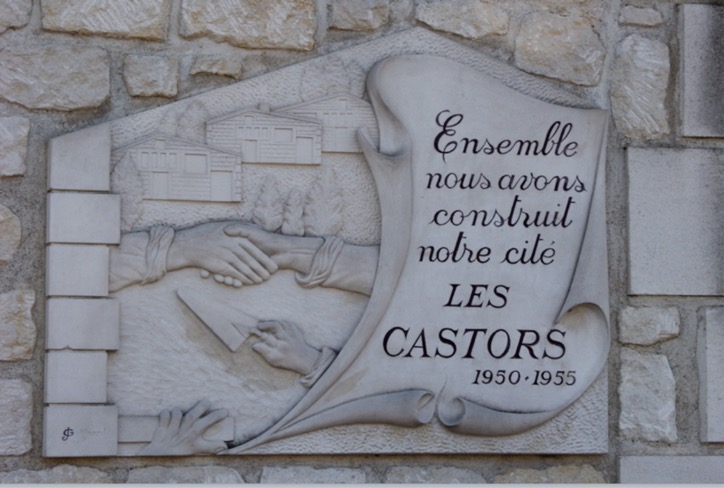 Ensemble
nous avons
construit
notre cité
LES
CASTORS
1950·1955